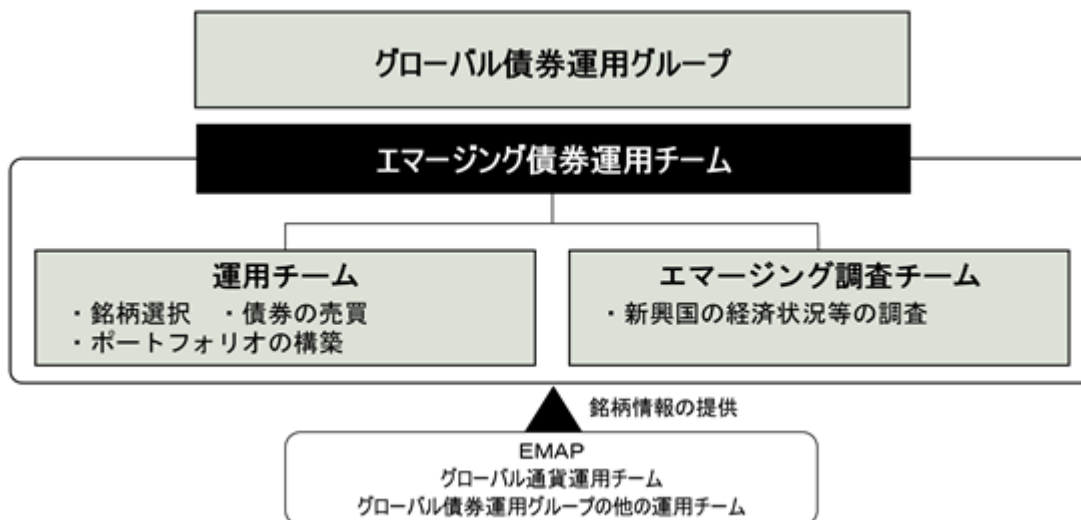 グローバル債券運用グループ
エマージング債券運用チーム
運用チーム
・銘柄選択　・債券の売買
・ポートフォリオの構築
エマージング調査チーム
・新興国の経済状況等の調査
銘柄情報の提供
EMAP
グローバル通貨運用チーム
グローバル債券運用グループの他の運用チーム